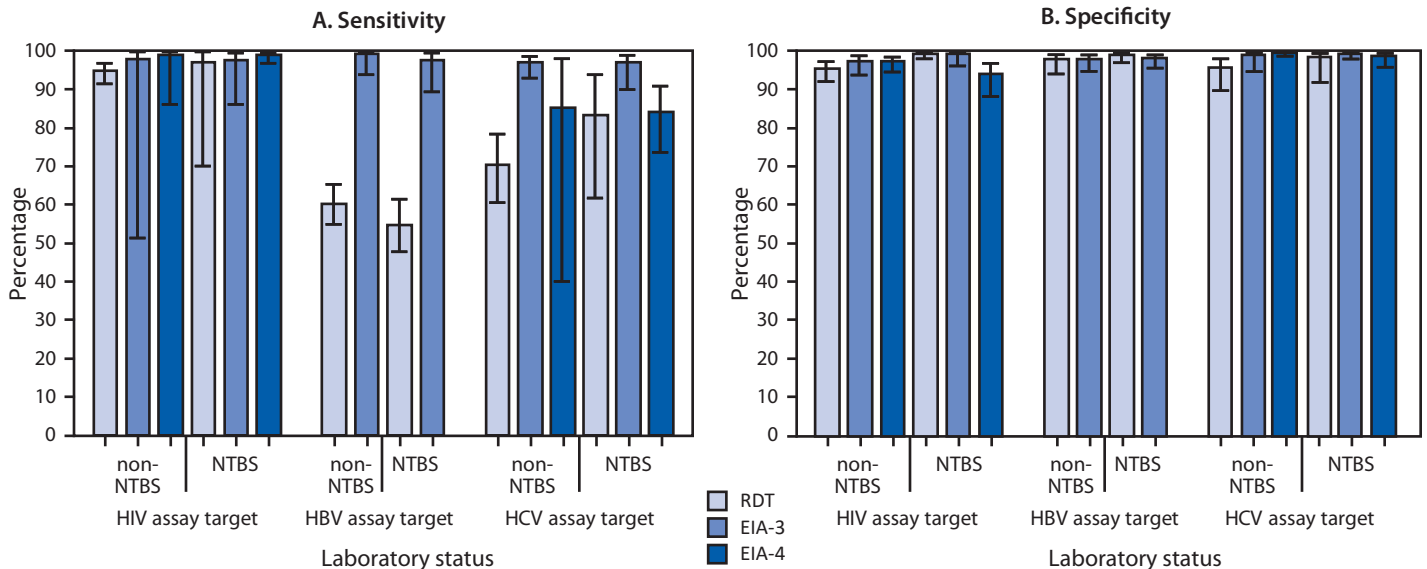 A. Sensitivity
Percentage
100
90
80
70
60
50
40
30
20
10
0
non-
NTBS
NTBS
HIV assay target
non-
NTBS
NTBS
HBV assay target
non-
NTBS
NTBS
HCV assay target
Laboratory status
RDT
EIA-3
EIA-4
B. Specificity
Percentage
100
90
80
70
60
50
40
30
20
10
0
non-
NTBS
NTBS
HIV assay target
non-
NTBS
NTBS
HBV assay target
non-
NTBS
NTBS
HCV assay target
Laboratory status